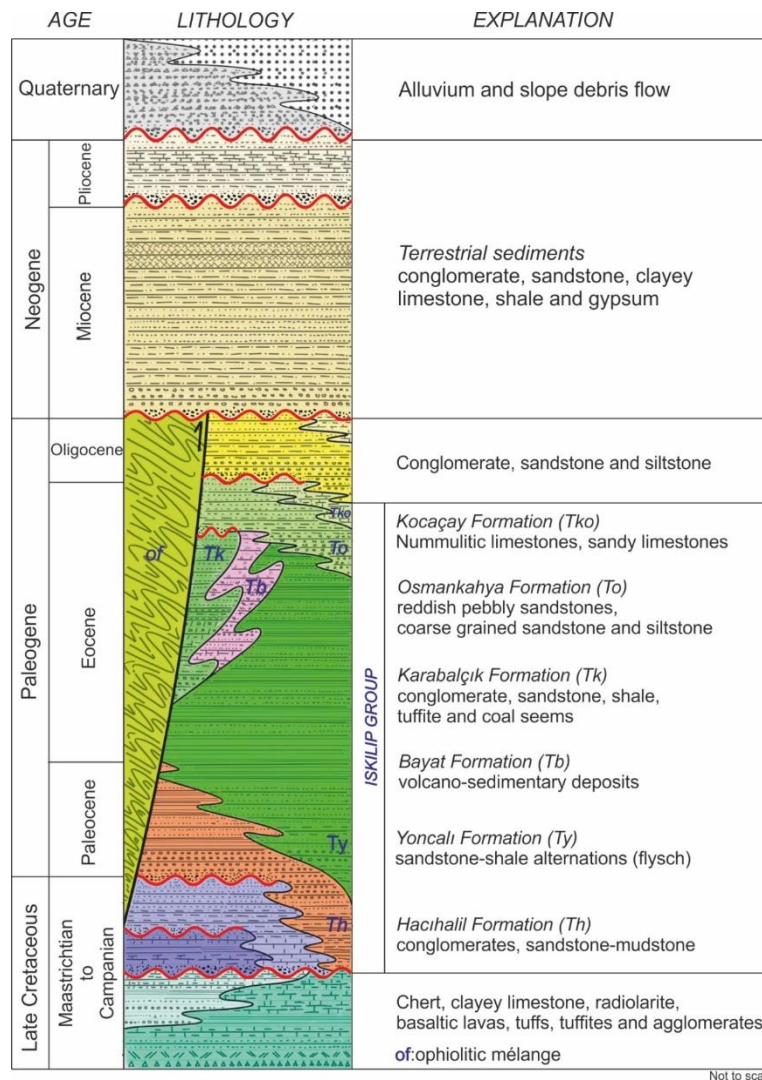 AGE
LITHOLOGY
EXPLANATION
Quaternary
Alluvium and slope debris flow
Neogene
Pliocene
Miocene
Terrestrial sediments
conglomerate, sandstone, clayey
limestone, shale and gypsum
Paleogene
Oligocene
Conglomerate, sandstone and siltstone
Eocene
of
Tk
Tb
Tko
To
ISKILIP GROUP
Kocaçay Formation (Tko)
Nummulitic limestones, sandy limestones
Osmankahya Formation (To)
reddish pebbly sandstones,
coarse grained sandstone and siltstone
Karabalçık Formation (Tk)
conglomerate, sandstone, shale,
tuffite and coal seems
Bayat Formation (Tb)
volcano-sedimentary deposits
Paleocene
Ty
Yoncalı Formation (Ty)
sandstone-shale alternations (flysch)
Late Cretaceous
Maastrichtian
to
Campanian
Th
Hacıhalil Formation (Th)
conglomerates, sandstone-mudstone
Chert, clayey limestone, radiolarite,
basaltic lavas, tuffs, tuffites and agglomerates
of:ophiolitic mélange
Not to sca